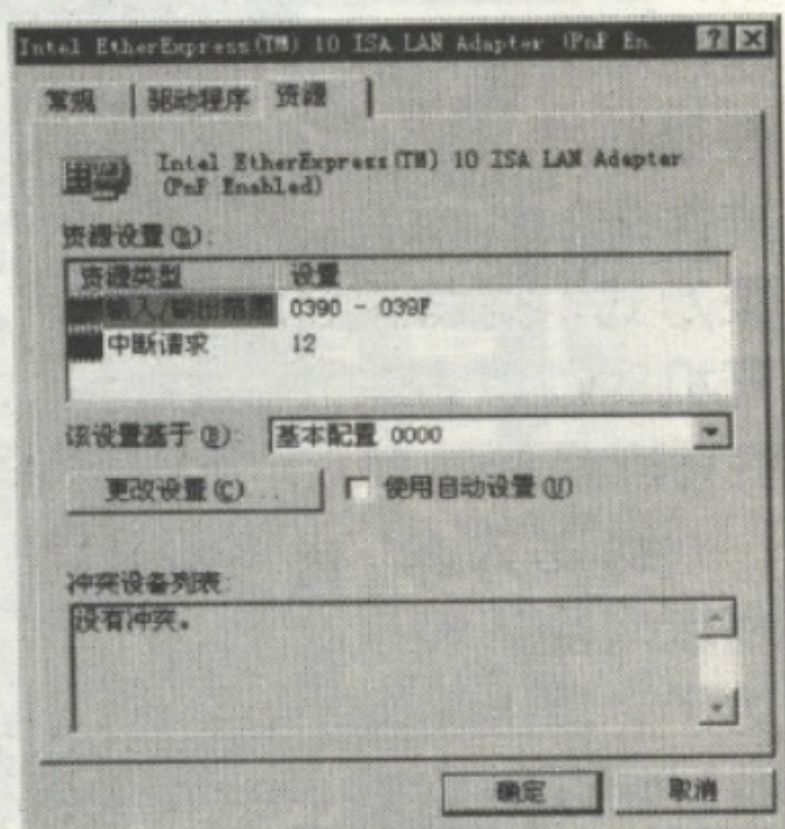 Intel EtherExpress(TM) 10 ISA LAN Adapter (PnP En
常规 驱动程序 资源
Intel EtherExpress(TM) 10 ISA LAN Adapter
(PnP Enabled)
资源设置(R):
资源类型 设置
输入/输出范围 0390 - 039F
中断请求 12
该设置基于(B): 基本配置 0000
更改设置(C)... 使用自动设置(U)
冲突设备列表:
没有冲突。
确定 取消